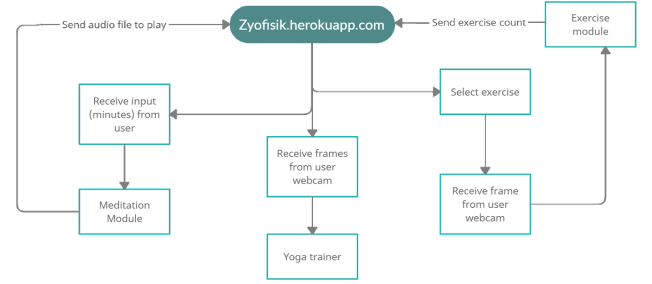 Send audio file to play
Zyofisik.herokuapp.com
Send exercise count
Exercise
module
Receive input
(minutes) from
user
Select exercise
Receive frames
from user
webcam
Meditation
Module
Receive frame
from user
webcam
Yoga trainer